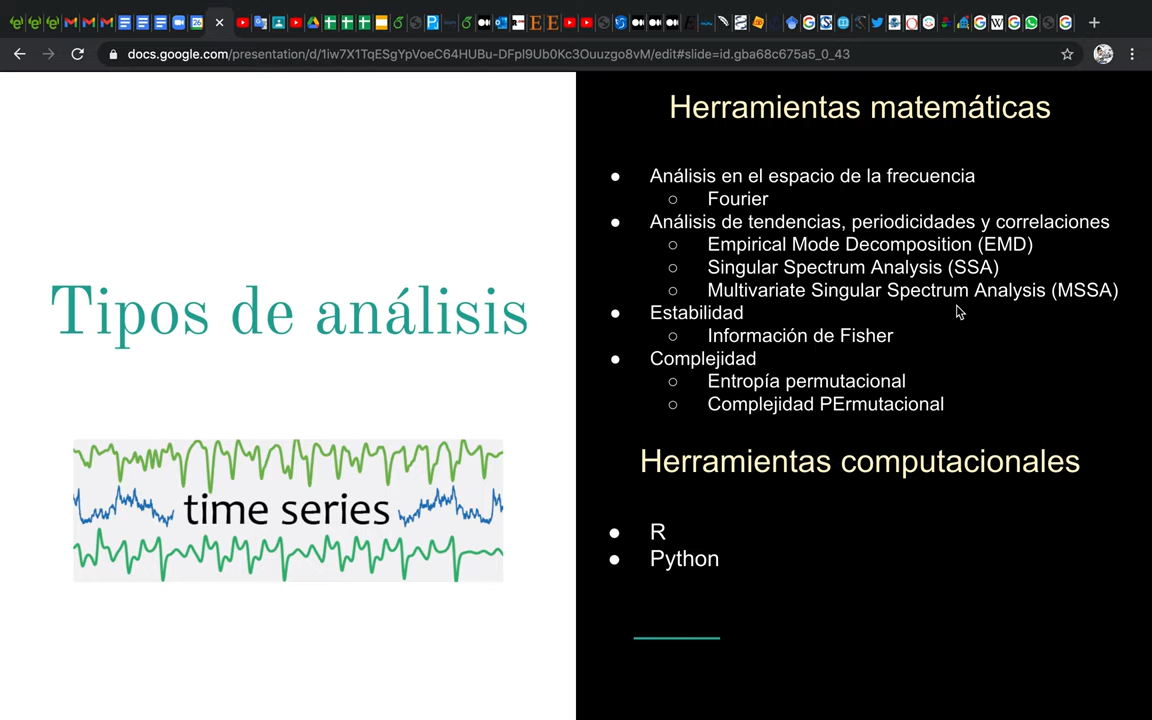 docs.google.com/presentation/d/1iw7X1TqESgYpVoeC64HUBu-DFpl9Ub0Kc3Ouuzgo8vM/edit#slide=id.gba68c675a5_0_43
Tipos de análisis
time series
Herramientas matemáticas
● Análisis en el espacio de la frecuencia
○ Fourier
● Análisis de tendencias, periodicidades y correlaciones
○ Empirical Mode Decomposition (EMD)
○ Singular Spectrum Analysis (SSA)
○ Multivariate Singular Spectrum Analysis (MSSA)
● Estabilidad
○ Información de Fisher
● Complejidad
○ Entropía permutacional
○ Complejidad PErmutacional
Herramientas computacionales
● R
● Python